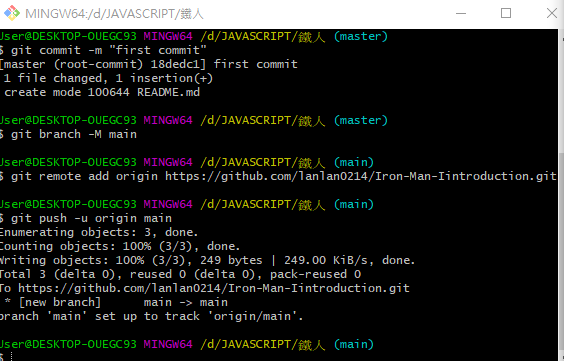 MINGW64:/d/JAVASCRIPT/鐵人
User@DESKTOP-OUEGC93 MINGW64 /d/JAVASCRIPT/鐵人 (master)
$ git commit -m "first commit"
[master (root-commit) 18dedc1] first commit
1 file changed, 1 insertion(+)
create mode 100644 README.md
User@DESKTOP-OUEGC93 MINGW64 /d/JAVASCRIPT/鐵人 (master)
$ git branch -M main
User@DESKTOP-OUEGC93 MINGW64 /d/JAVASCRIPT/鐵人 (main)
$ git remote add origin https://github.com/lanlan0214/Iron-Man-Iintroduction.git
User@DESKTOP-OUEGC93 MINGW64 /d/JAVASCRIPT/鐵人 (main)
$ git push -u origin main
Enumerating objects: 3, done.
Counting objects: 100% (3/3), done.
Writing objects: 100% (3/3), 249 bytes | 249.00 KiB/s, done.
Total 3 (delta 0), reused 0 (delta 0), pack-reused 0
To https://github.com/lanlan0214/Iron-Man-Iintroduction.git
* [new branch] main -> main
branch 'main' set up to track 'origin/main'.
User@DESKTOP-OUEGC93 MINGW64 /d/JAVASCRIPT/鐵人 (main)
$